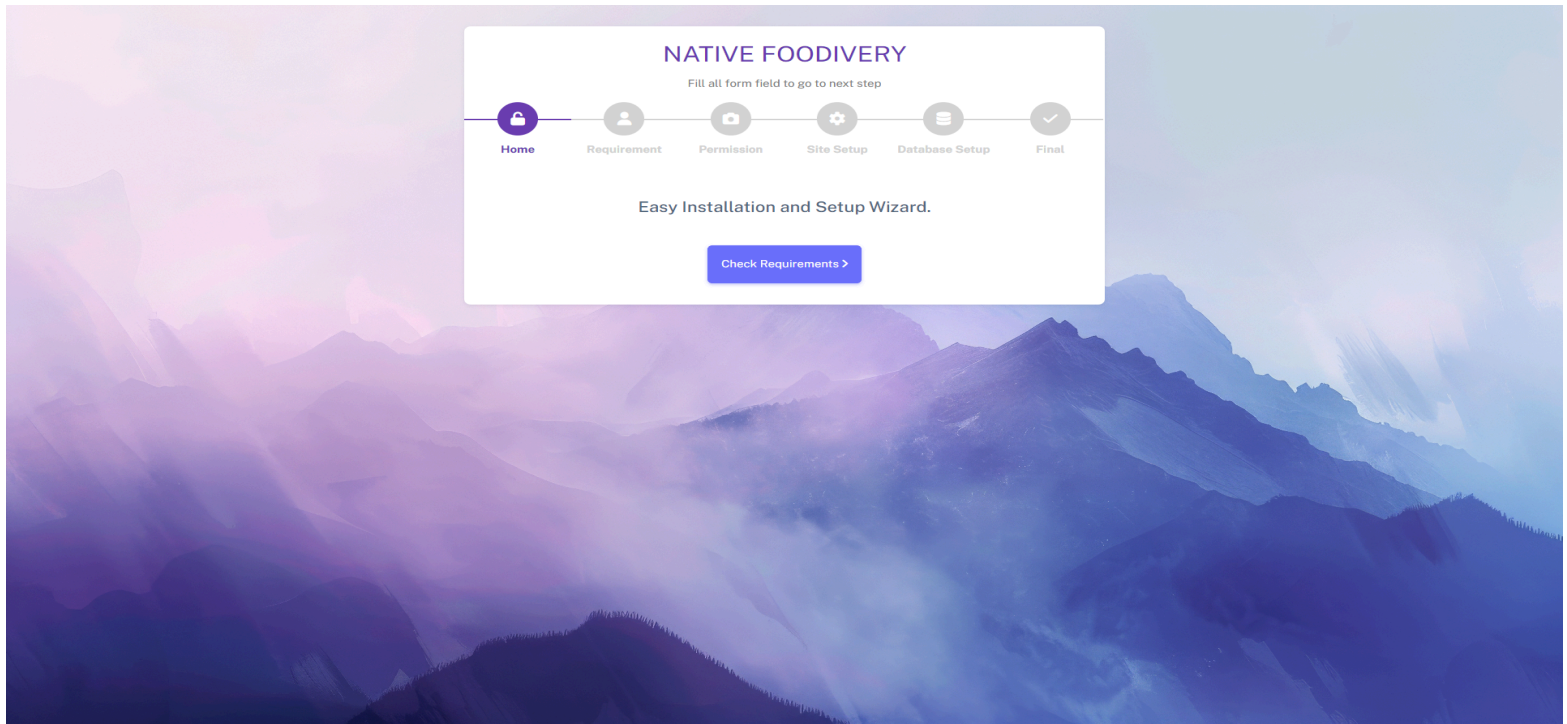 NATIVE FOODIVERY
Fill all form field to go to next step
Home Requirement Permission Site Setup Database Setup Final
Easy Installation and Setup Wizard.
Check Requirements >